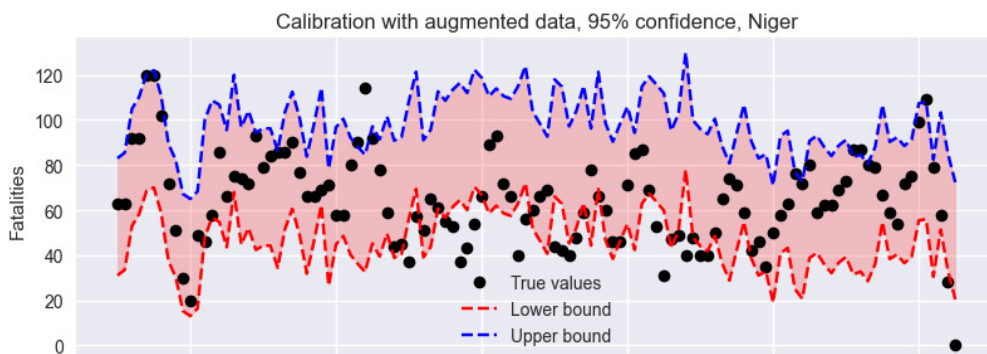 Calibration with augmented data, 95% confidence, Niger
Fatalities
120
100
80
60
40
20
0
True values
Lower bound
Upper bound